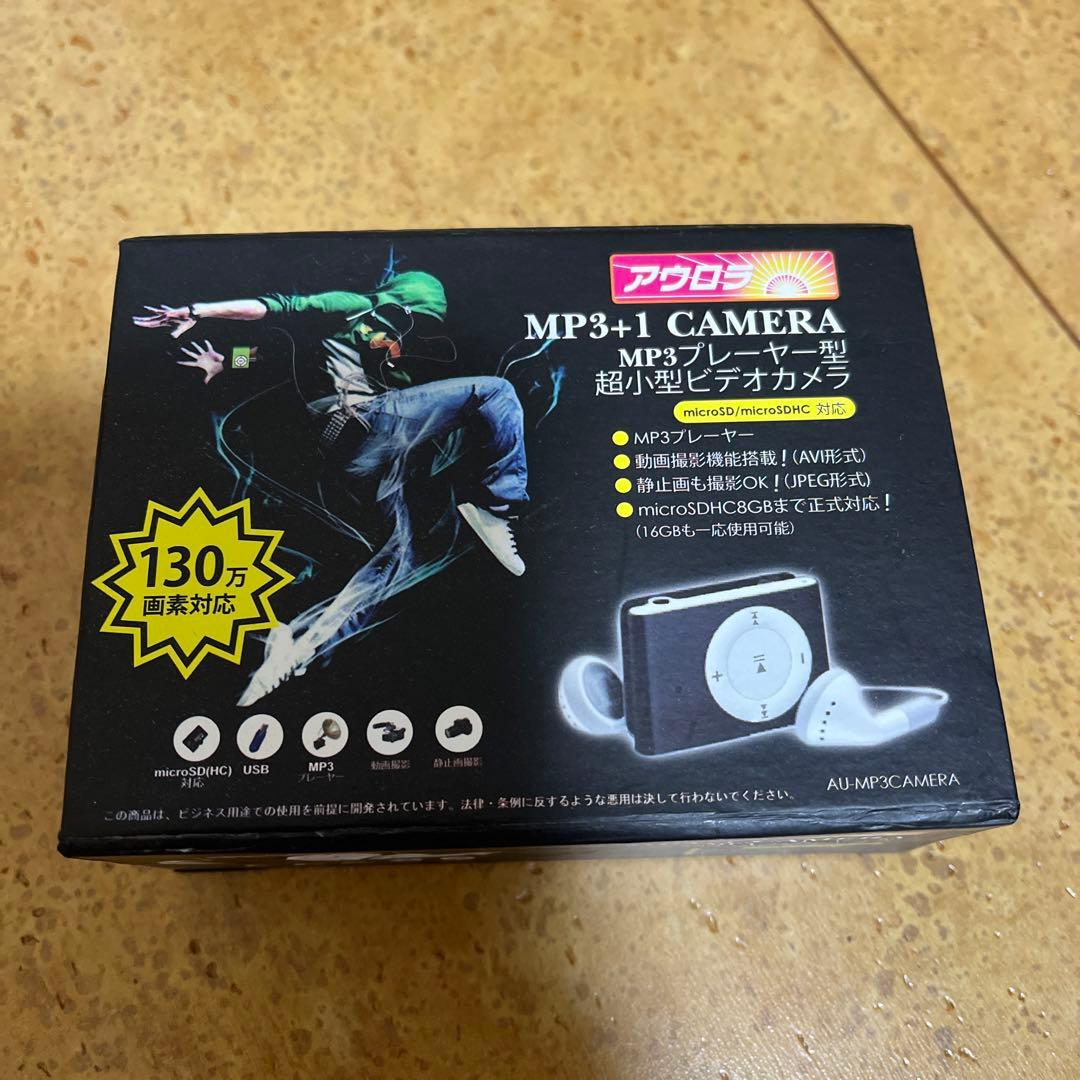 アウロラ
MP3+1 CAMERA
MP3プレーヤー型
超小型ビデオカメラ
microSD/microSDHC 対応
●MP3プレーヤー
●動画撮影機能搭載!(AVI形式)
●静止画も撮影OK!(JPEG形式)
●microSDHC8GBまで正式対応!
(16GBも一応使用可能)
130万
画素対応
microSD(HC)
対応
USB
MP3
プレーヤー
動画撮影
静止画撮影
AU-MP3CAMERA
この商品は、ビジネス用途での使用を前提に開発されています。法律・条例に反するような悪用は決して行わないでください。